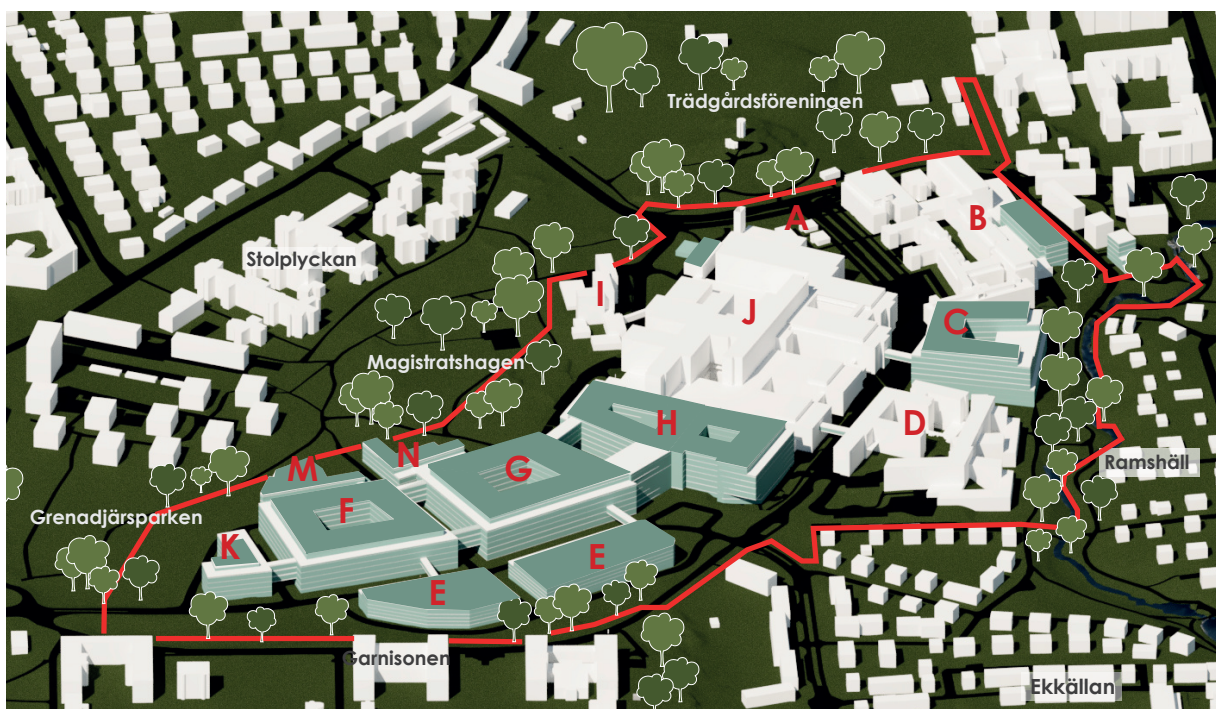 Trädgårdsföreningen
A
B
Stolplyckan
I
J
C
Magistratshagen
H
D
N
G
M
Ramshäll
F
Grenadjärsparken
K
E
E
Garnisonen
Ekkällan